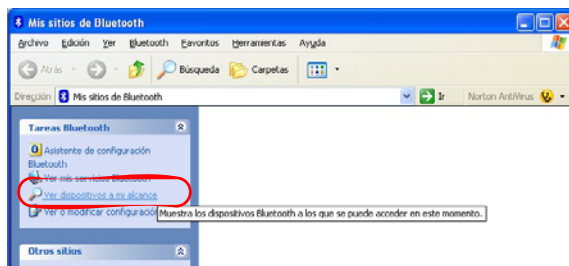 Mis sitios de Bluetooth
Archivo Edición Ver Bluetooth Favoritos Herramientas Ayuda
Atrás Búsqueda Carpetas
Dirección Mis sitios de Bluetooth Ir Norton AntiVirus
Tareas Bluetooth
Asistente de configuración
Bluetooth
Ver mis servicios Bluetooth
Ver dispositivos a mi alcance
Ver o modificar configuración
Muestra los dispositivos Bluetooth a los que se puede acceder en este momento.
Otros sitios